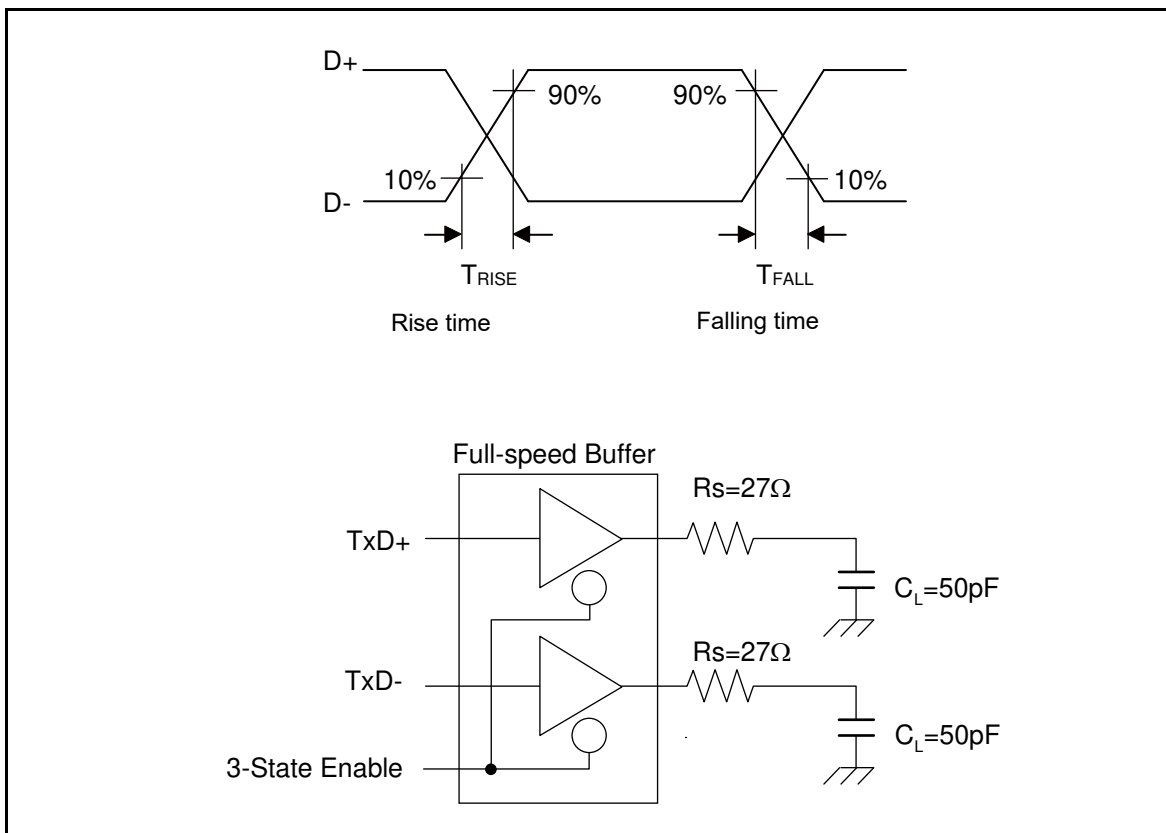 D+
90%
90%
10%
10%
D-
TRISE
TFALL
Rise time
Falling time
Full-speed Buffer
Rs=27Ω
TxD+
CL=50pF
Rs=27Ω
TxD-
CL=50pF
3-State Enable